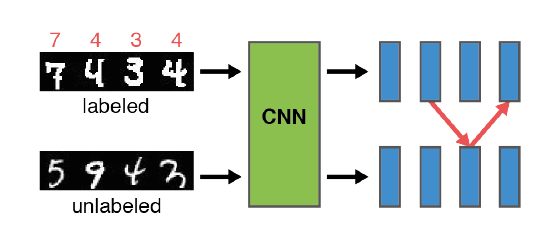 7 4 3 4
7 4 3 4
labeled
CNN
5 9 4 3
unlabeled